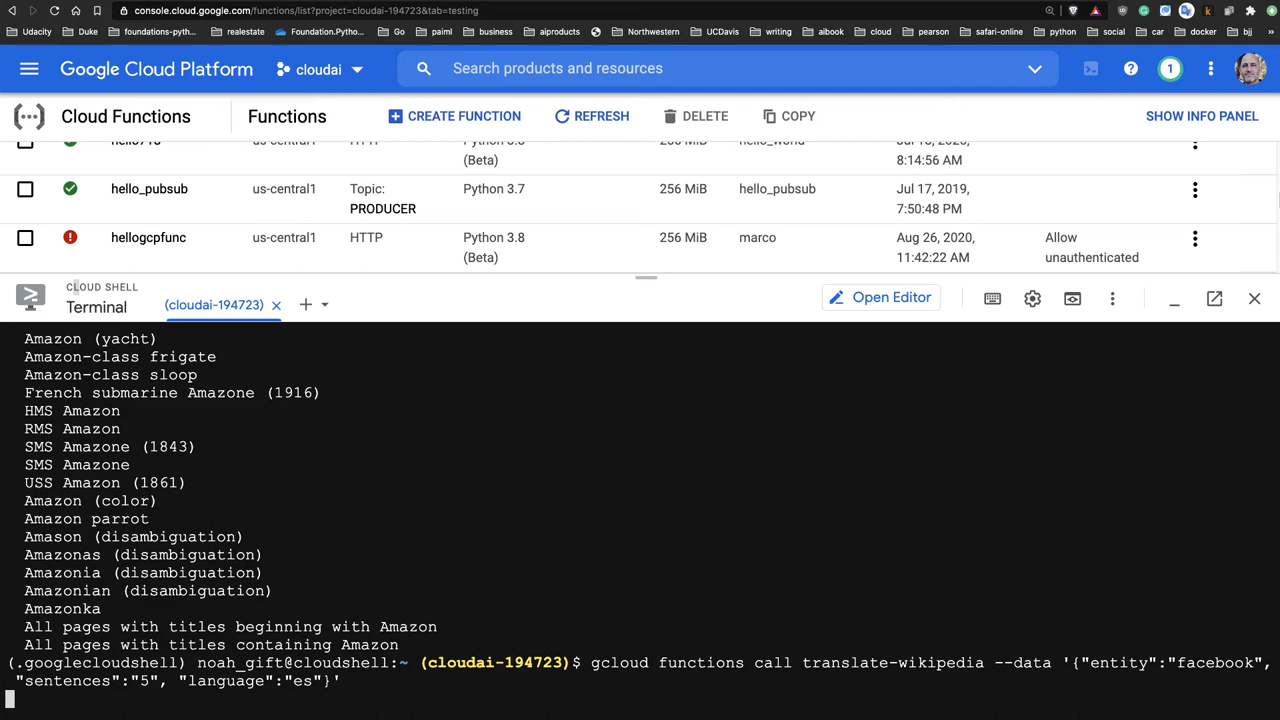 console.cloud.google.com/functions/list?project=cloudai-194723&tab=testing
Udacity Duke foundations-pyth... realestate Foundation.Pytho... Go paiml business aiproducts Northwestern UCDavis writing aibook cloud pearson safari-online python social car docker bjj »
Google Cloud Platform cloudai Search products and resources 1
Cloud Functions Functions CREATE FUNCTION REFRESH DELETE COPY SHOW INFO PANEL
(Beta) 8:14:56 AM
hello_pubsub us-central1 Topic: Python 3.7 256 MiB hello_pubsub Jul 17, 2019,
PRODUCER 7:50:48 PM
hellogcpfunc us-central1 HTTP Python 3.8 256 MiB marco Aug 26, 2020, Allow
(Beta) 11:42:22 AM unauthenticated
CLOUD SHELL
Terminal (cloudai-194723) Open Editor
Amazon (yacht)
Amazon-class frigate
Amazon-class sloop
French submarine Amazone (1916)
HMS Amazon
RMS Amazon
SMS Amazone (1843)
SMS Amazone
USS Amazon (1861)
Amazon (color)
Amazon parrot
Amason (disambiguation)
Amazonas (disambiguation)
Amazonia (disambiguation)
Amazonian (disambiguation)
Amazonka
All pages with titles beginning with Amazon
All pages with titles containing Amazon
(.googlecloudshell) noah_gift@cloudshell:~ (cloudai-194723)$ gcloud functions call translate-wikipedia --data '{"entity":"facebook",
"sentences":"5", "language":"es"}'